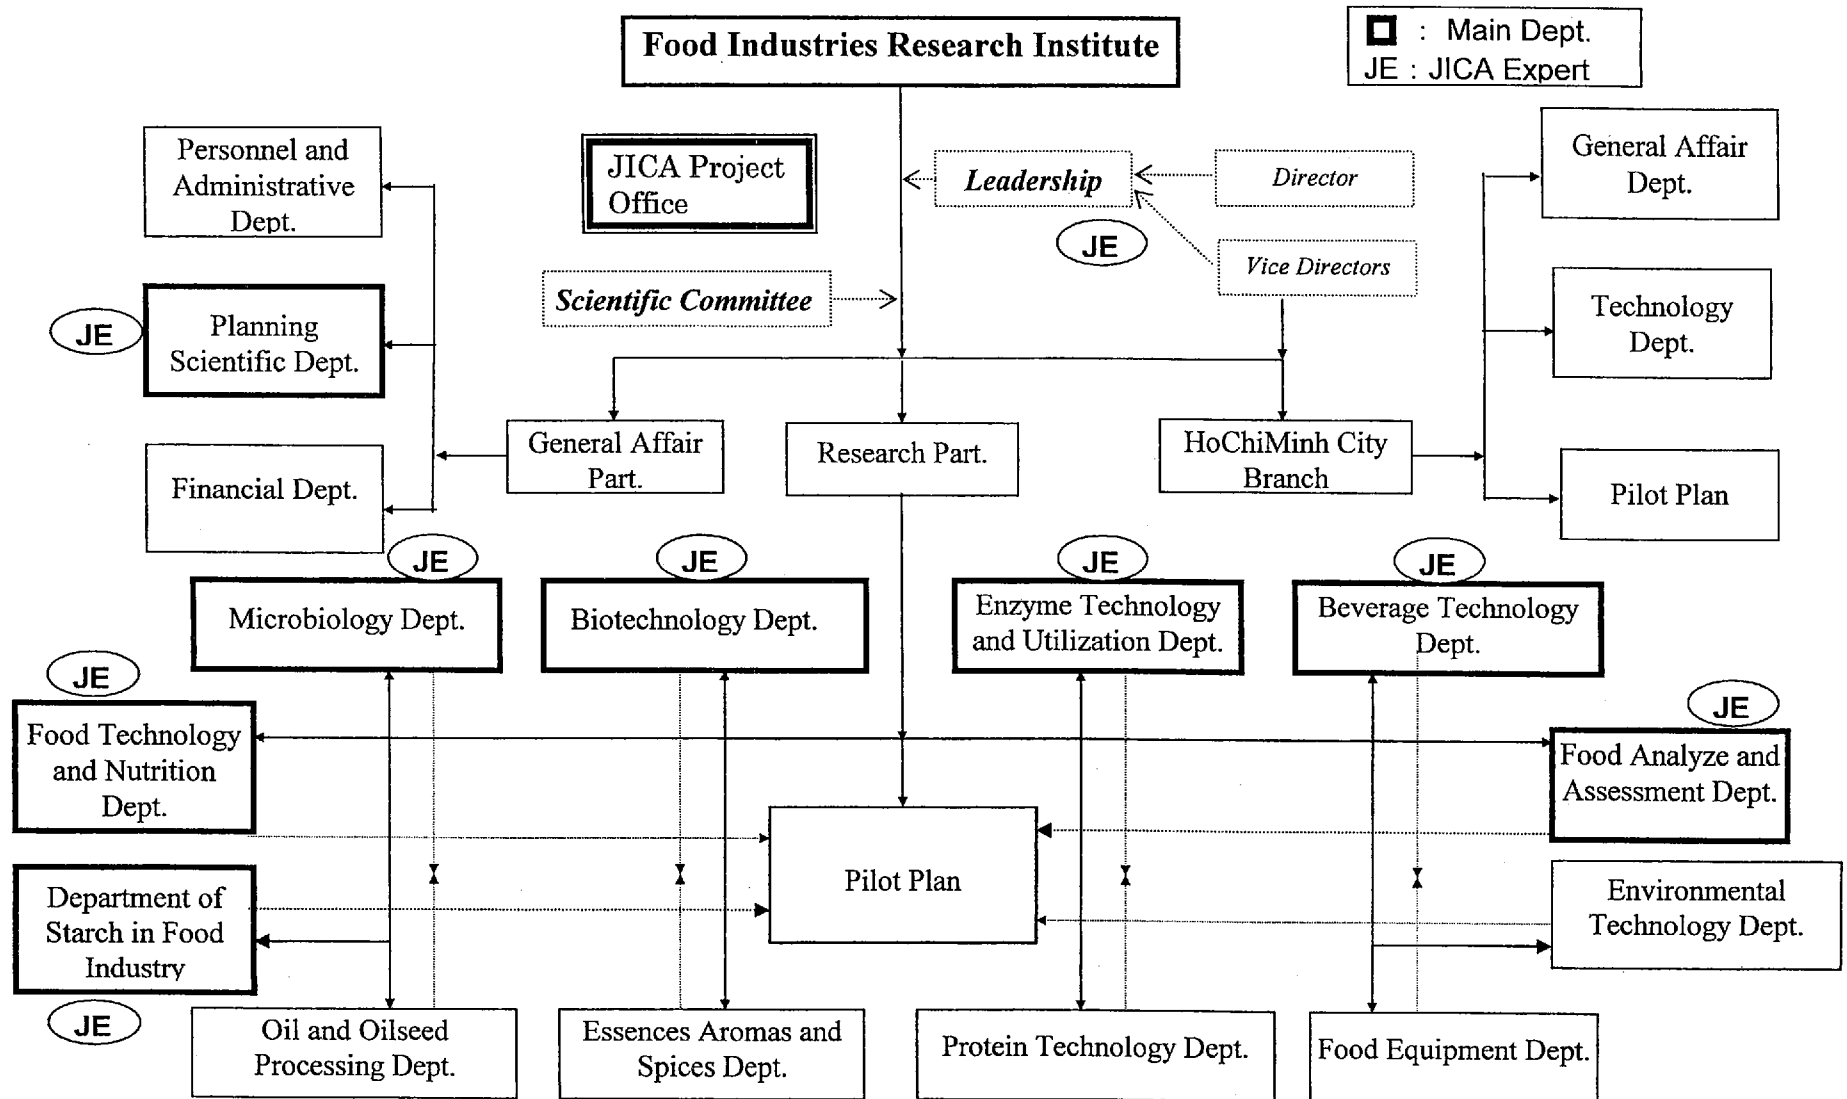 Food Industries Research Institute
: Main Dept.
JE : JICA Expert
Personnel and
Administrative
Dept.
JICA Project
Office
Leadership
Director
General Affair
Dept.
JE
Vice Directors
Scientific Committee
JE
Planning
Scientific Dept.
Technology
Dept.
General Affair
Part.
Research Part.
HoChiMinh City
Branch
Financial Dept.
Pilot Plan
JE
JE
JE
JE
Microbiology Dept.
Biotechnology Dept.
Enzyme Technology
and Utilization Dept.
Beverage Technology
Dept.
JE
JE
Food Technology
and Nutrition
Dept.
Food Analyze and
Assessment Dept.
Pilot Plan
Department of
Starch in Food
Industry
Environmental
Technology Dept.
JE
Oil and Oilseed
Processing Dept.
Essences Aromas and
Spices Dept.
Protein Technology Dept.
Food Equipment Dept.